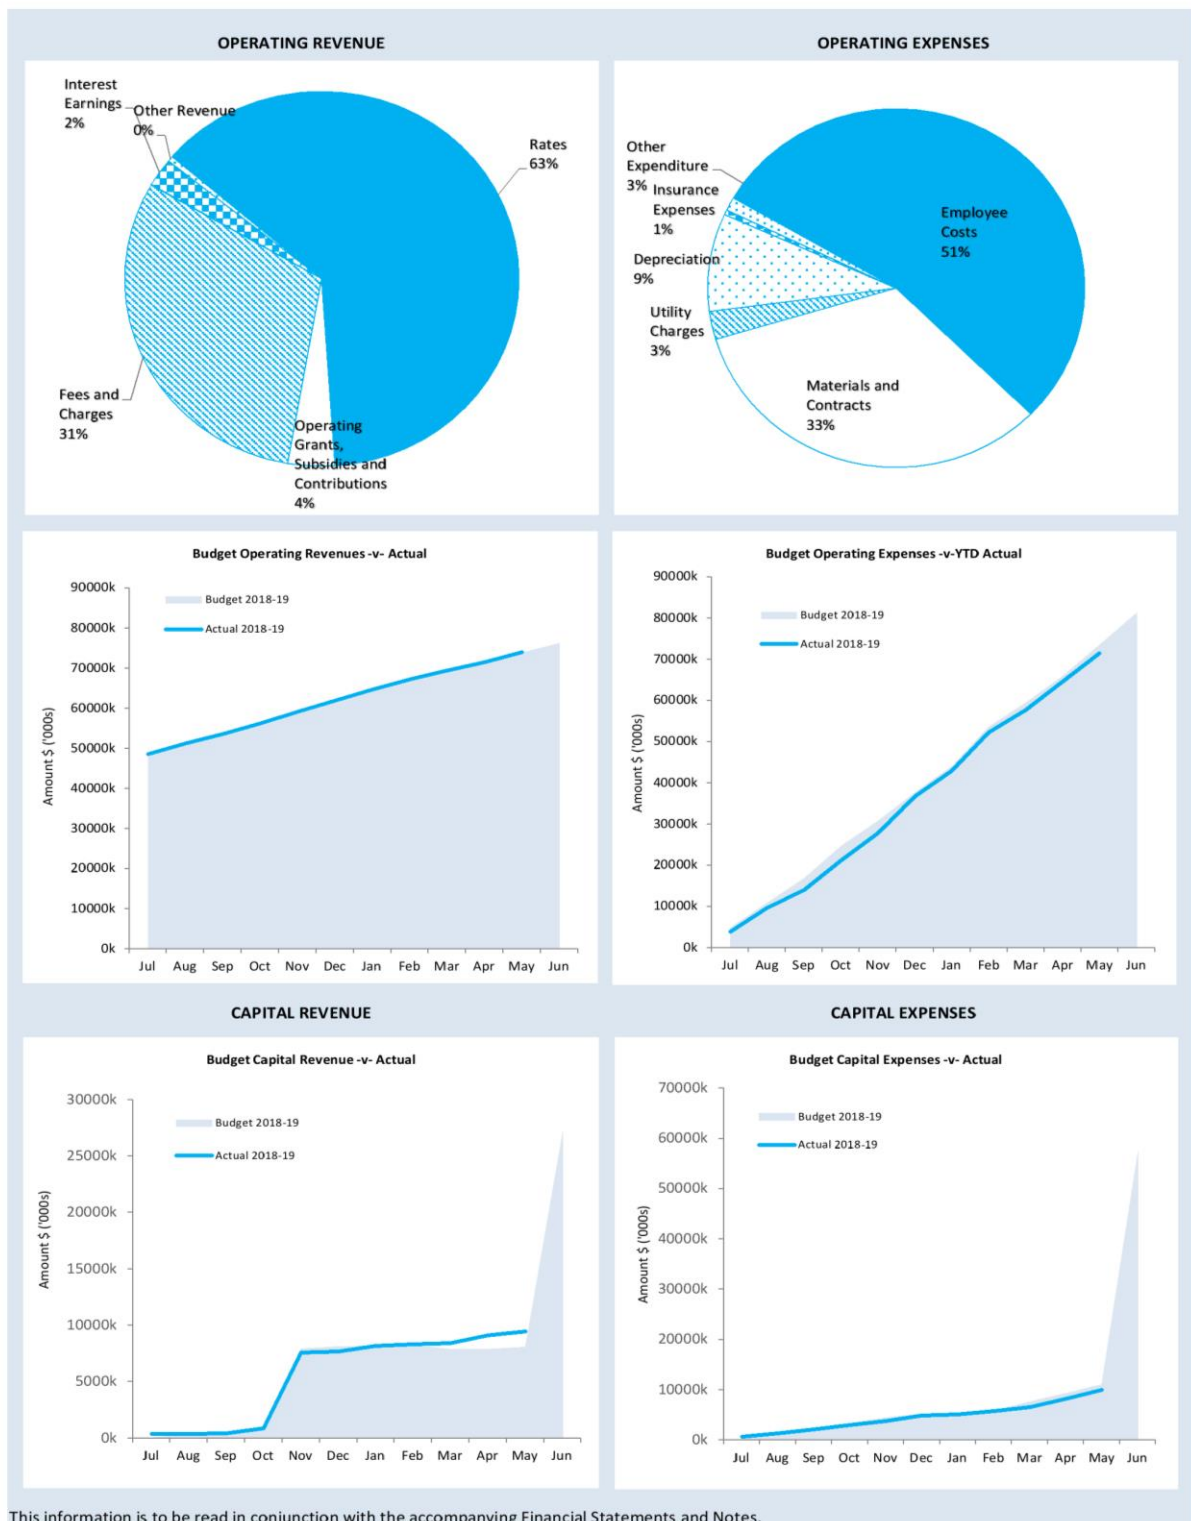 OPERATING REVENUE
Interest
Earnings
2%
Other Revenue
0%
Rates
63%
Fees and
Charges
31%
Operating
Grants,
Subsidies and
Contributions
4%
OPERATING EXPENSES
Other
Expenditure
3%
Insurance
Expenses
1%
Employee
Costs
51%
Depreciation
9%
Utility
Charges
3%
Materials and
Contracts
33%
Budget Operating Revenues -v- Actual
90000k
80000k
70000k
60000k
50000k
40000k
30000k
20000k
10000k
0k
Amount $ ('000s)
Budget 2018-19
Actual 2018-19
Jul Aug Sep Oct Nov Dec Jan Feb Mar Apr May Jun
Budget Operating Expenses -v-YTD Actual
90000k
80000k
70000k
60000k
50000k
40000k
30000k
20000k
10000k
0k
Amount $ ('000s)
Budget 2018-19
Actual 2018-19
Jul Aug Sep Oct Nov Dec Jan Feb Mar Apr May Jun
CAPITAL REVENUE
Budget Capital Revenue -v- Actual
30000k
25000k
20000k
15000k
10000k
5000k
0k
Amount $ ('000s)
Budget 2018-19
Actual 2018-19
Jul Aug Sep Oct Nov Dec Jan Feb Mar Apr May Jun
CAPITAL EXPENSES
Budget Capital Expenses -v- Actual
70000k
60000k
50000k
40000k
30000k
20000k
10000k
0k
Amount $ ('000s)
Budget 2018-19
Actual 2018-19
Jul Aug Sep Oct Nov Dec Jan Feb Mar Apr May Jun
This information is to be read in conjunction with the accompanying Financial Statements and Notes.